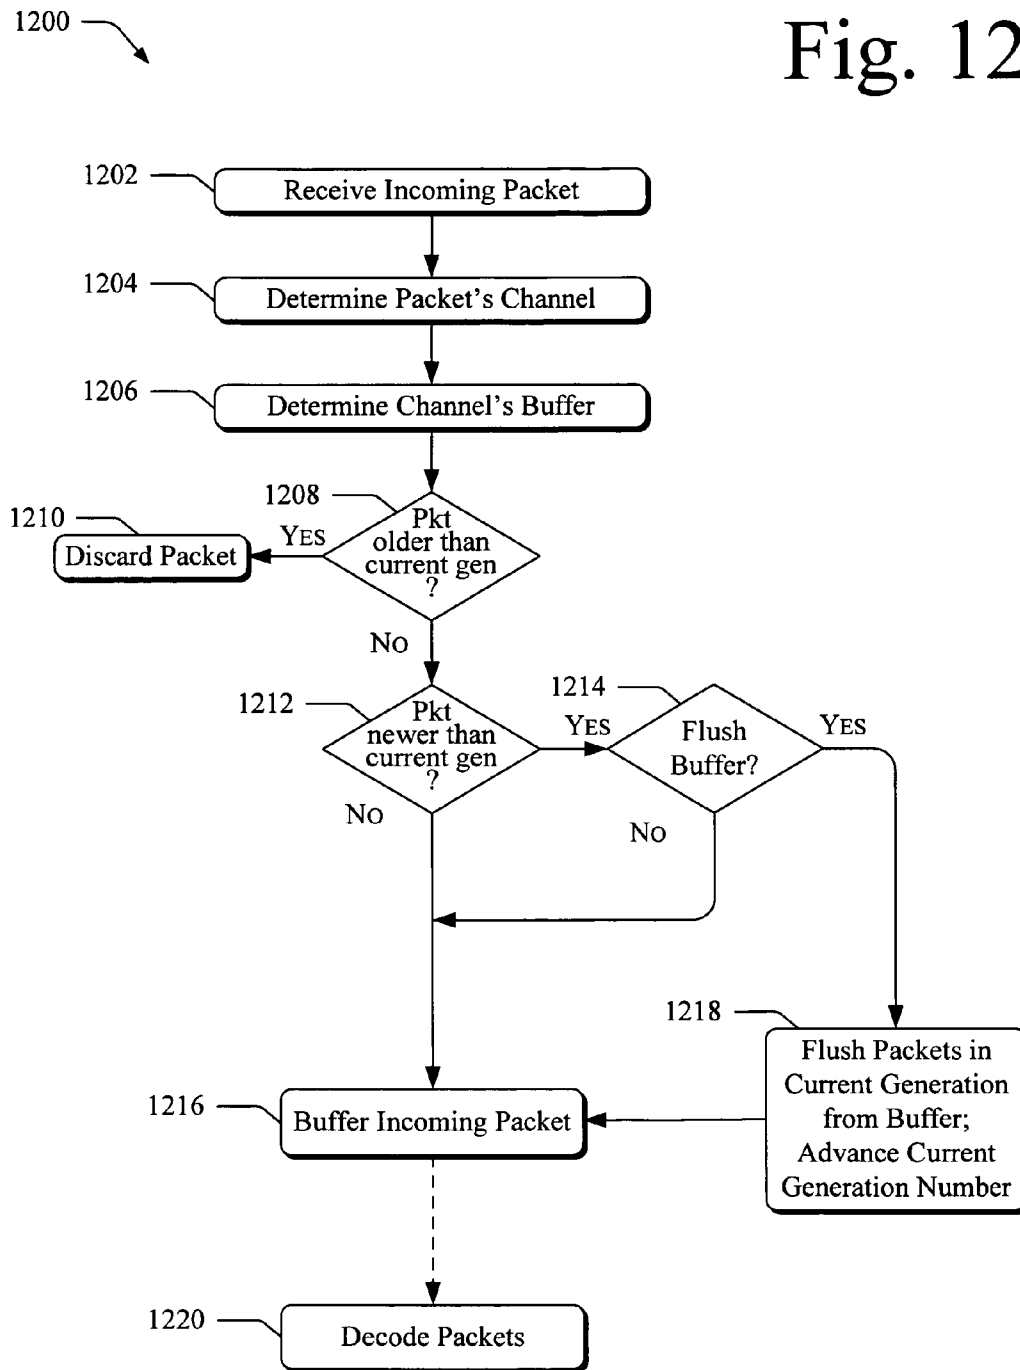 1200
Fig. 12
1202
Receive Incoming Packet
1204
Determine Packet's Channel
1206
Determine Channel's Buffer
1208
Pkt
older than
current gen
?
YES
1210
Discard Packet
NO
1212
Pkt
newer than
current gen
?
YES
1214
Flush
Buffer?
YES
NO
NO
1218
Flush Packets in
Current Generation
from Buffer;
Advance Current
Generation Number
1216
Buffer Incoming Packet
1220
Decode Packets